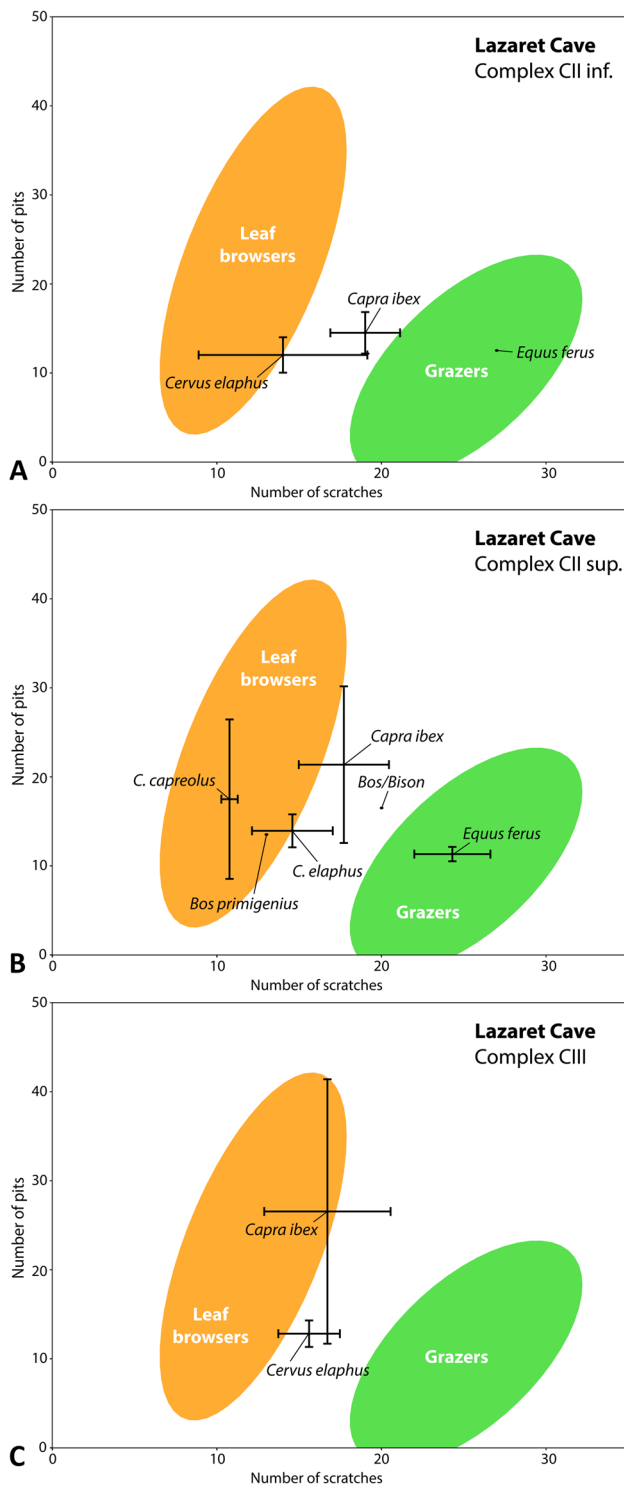 50
Lazaret Cave
Complex CII inf.
40
30
Number of pits
Leaf
browsers
20
Capra ibex
Equus ferus
Cervus elaphus
Grazers
10
0
A
0
10
20
30
Number of scratches
50
Lazaret Cave
Complex CII sup.
40
Leaf
browsers
30
Number of pits
Capra ibex
C. capreolus
Bos/Bison
20
Equus ferus
C. elaphus
10
Bos primigenius
Grazers
0
B
0
10
20
30
Number of scratches
50
Lazaret Cave
Complex CIII
40
30
Number of pits
Capra ibex
20
Leaf
browsers
Grazers
Cervus elaphus
10
0
C
0
10
20
30
Number of scratches